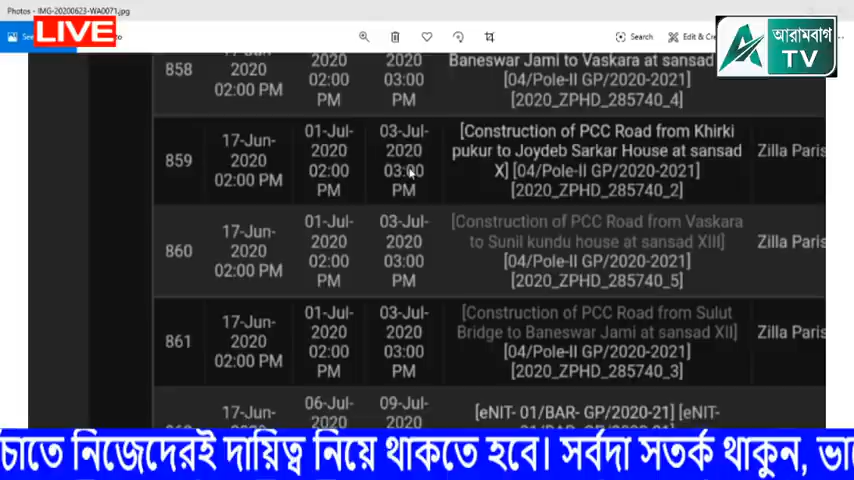 Photos - IMG-20200623-WA0071.jpg
LIVE
Search
Edit &
আরামবাগ
TV
858
2020
02:00 PM
2020
02:00
PM
2020
03:00
PM
Baneswar Jami to Vaskara at sansad
[04/Pole-II GP/2020-2021]
[2020_ZPHD_285740_4]
859
17-Jun-
2020
02:00 PM
01-Jul-
2020
02:00
PM
03-Jul-
2020
03:00
PM
[Construction of PCC Road from Khirki
pukur to Joydeb Sarkar House at sansad
X] [04/Pole-II GP/2020-2021]
[2020_ZPHD_285740_2]
Zilla Paris
860
17-Jun-
2020
02:00 PM
01-Jul-
2020
02:00
PM
03-Jul-
2020
03:00
PM
[Construction of PCC Road from Vaskara
to Sunil kundu house at sansad XIII]
[04/Pole-II GP/2020-2021]
[2020_ZPHD_285740_5]
Zilla Paris
861
17-Jun-
2020
02:00 PM
01-Jul-
2020
02:00
PM
03-Jul-
2020
03:00
PM
[Construction of PCC Road from Sulut
Bridge to Baneswar Jami at sansad XII]
[04/Pole-II GP/2020-2021]
[2020_ZPHD_285740_3]
Zilla Paris
17-Jun-
06-Jul-
2020
09-Jul-
2020
[eNIT- 01/BAR- GP/2020-21] [eNIT-
চাতে নিজেদেরই দায়িত্ব নিয়ে থাকতে হবে। সর্বদা সতর্ক থাকুন,